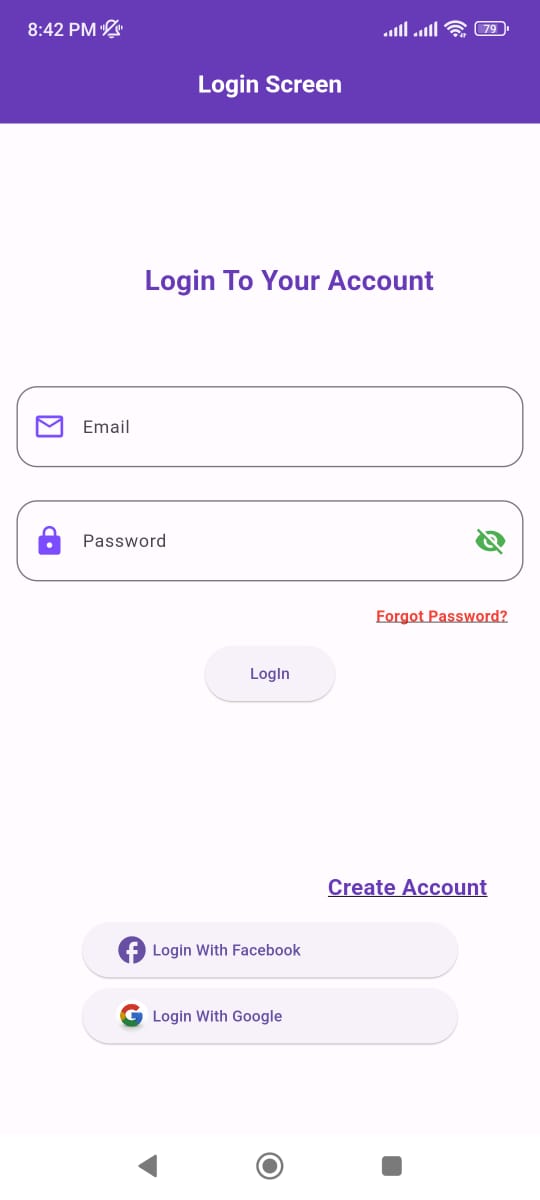 8:42 PM 79
Login Screen
Login To Your Account
Email
Password
Forgot Password?
LogIn
Create Account
Login With Facebook
Login With Google